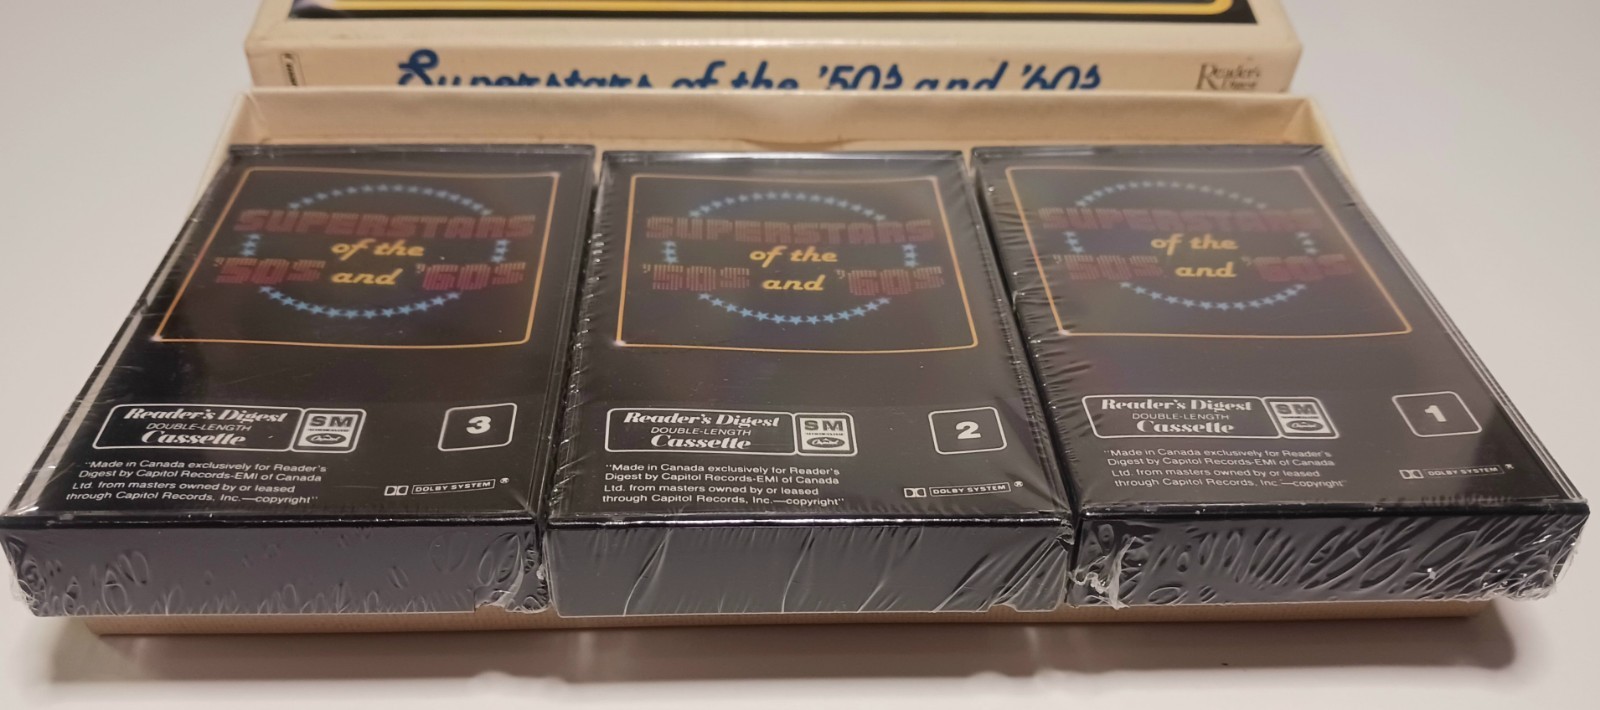 Superstars of the '50s and '60s
Reader's
Digest
SUPERSTARS
of the
'50s and '60s
Reader's Digest
DOUBLE-LENGTH
Cassette
SM
Capitol
3
"Made in Canada exclusively for Reader's
Digest by Capitol Records-EMI of Canada
Ltd. from masters owned by or leased
through Capitol Records, Inc.—copyright"
DOLBY SYSTEM ®
SUPERSTARS
of the
'50s and '60s
Reader's Digest
DOUBLE-LENGTH
Cassette
SM
Capitol
2
"Made in Canada exclusively for Reader's
Digest by Capitol Records-EMI of Canada
Ltd. from masters owned by or leased
through Capitol Records, Inc.—copyright"
DOLBY SYSTEM ®
SUPERSTARS
of the
'50s and '60s
Reader's Digest
DOUBLE-LENGTH
Cassette
SM
Capitol
1
"Made in Canada exclusively for Reader's
Digest by Capitol Records-EMI of Canada
Ltd. from masters owned by or leased
through Capitol Records, Inc.—copyright"
DOLBY SYSTEM ®